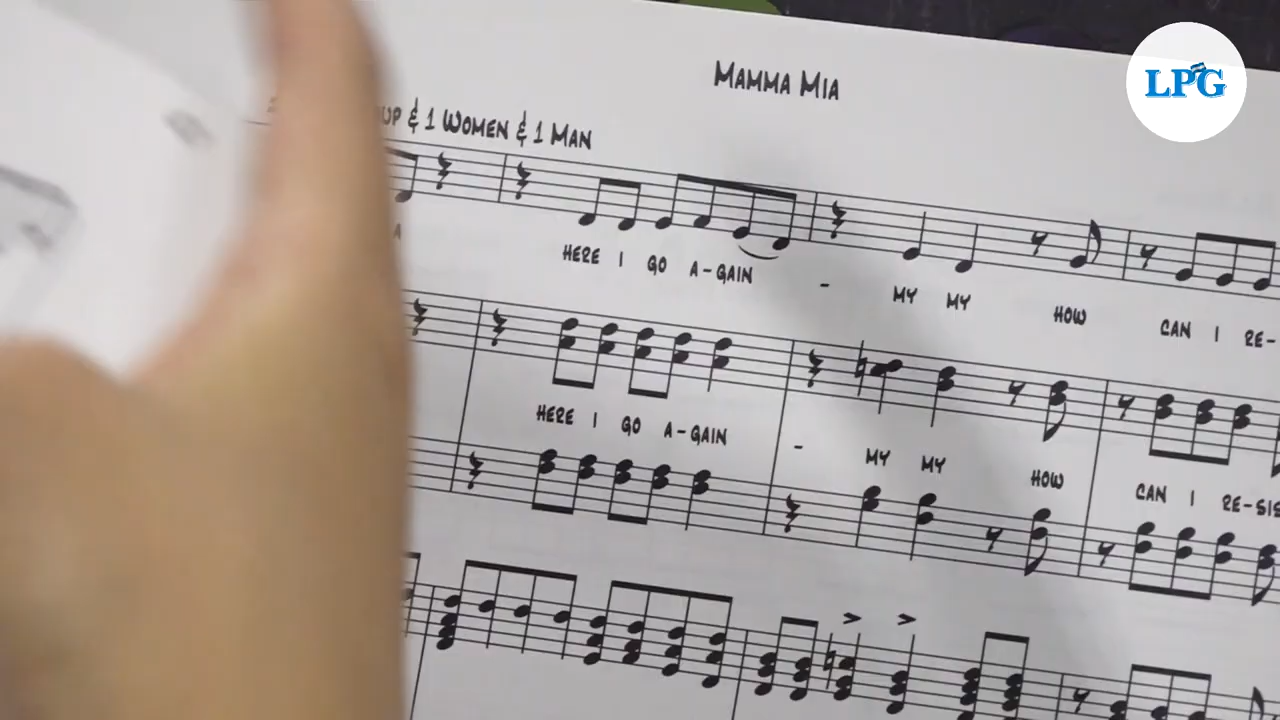 LPG
MAMMA MIA
& 1 WOMEN & 1 MAN
HERE I GO A-GAIN - MY MY HOW CAN I RE-
HERE I GO A-GAIN - MY MY HOW CAN I RE-SIS